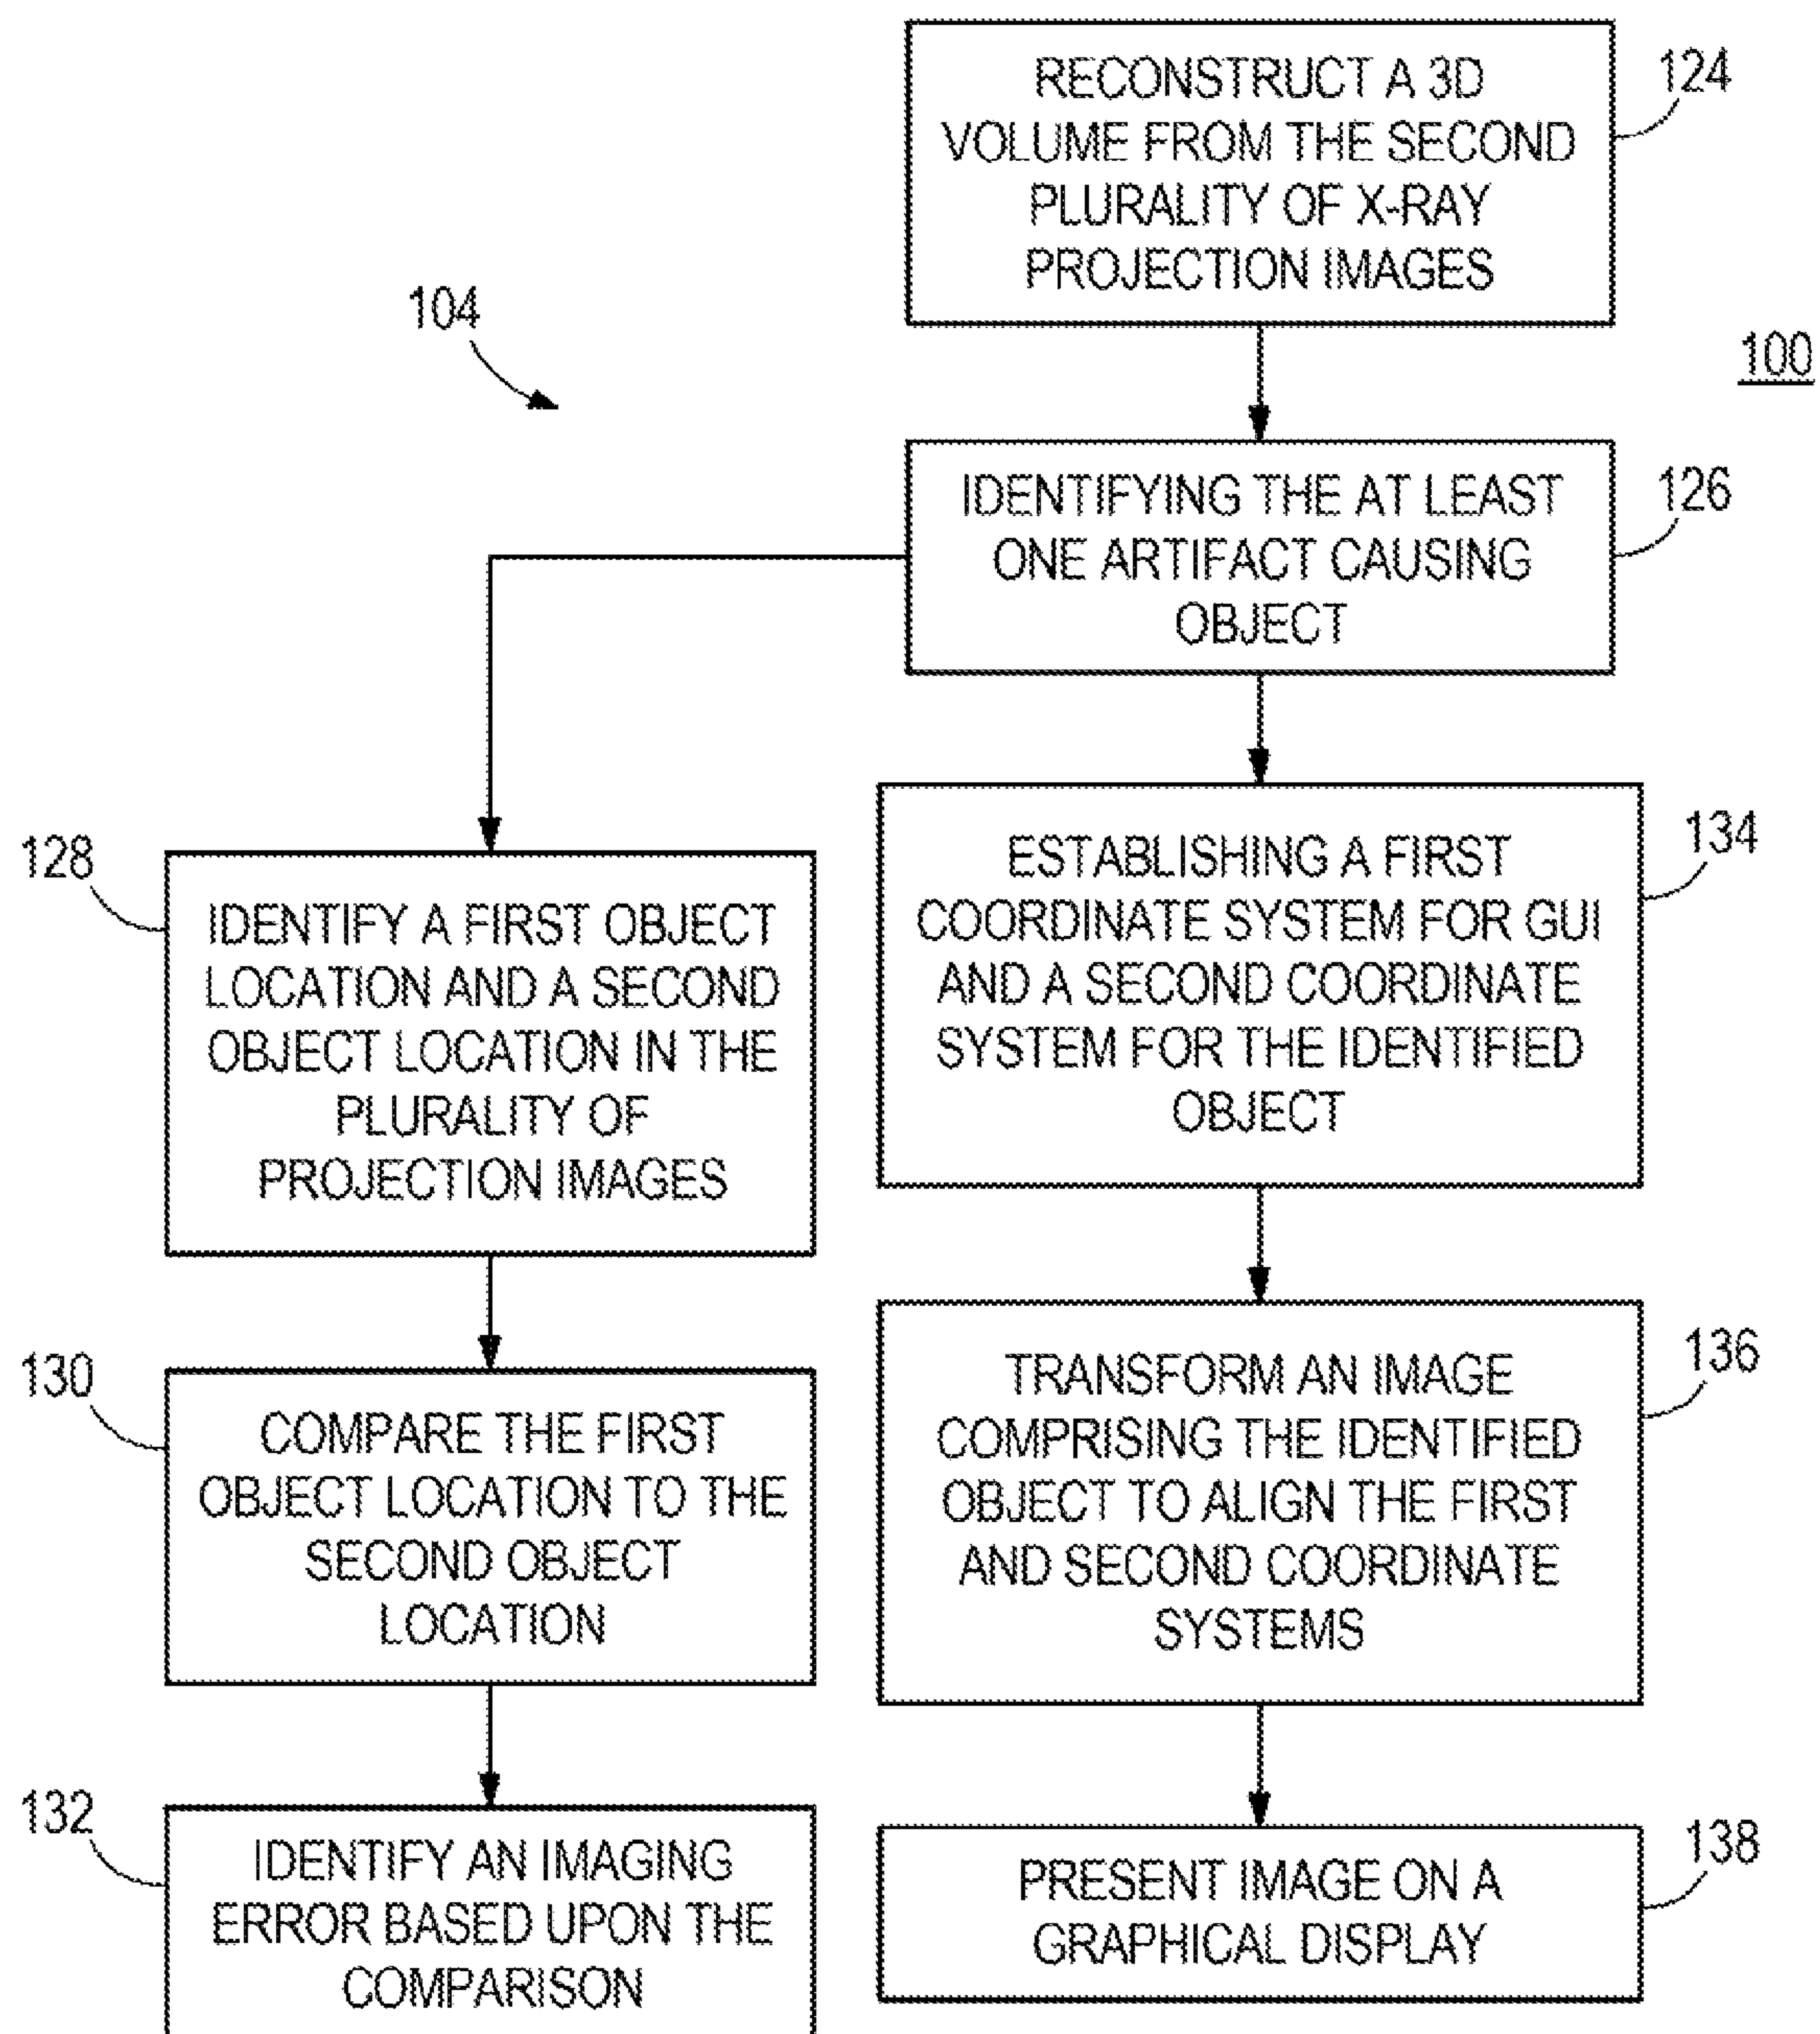 RECONSTRUCT A 3D
VOLUME FROM THE SECOND
PLURALITY OF X-RAY
PROJECTION IMAGES
124
104
100
IDENTIFYING THE AT LEAST
ONE ARTIFACT CAUSING
OBJECT
126
128
IDENTIFY A FIRST OBJECT
LOCATION AND A SECOND
OBJECT LOCATION IN THE
PLURALITY OF
PROJECTION IMAGES
ESTABLISHING A FIRST
COORDINATE SYSTEM FOR GUI
AND A SECOND COORDINATE
SYSTEM FOR THE IDENTIFIED
OBJECT
134
130
COMPARE THE FIRST
OBJECT LOCATION TO THE
SECOND OBJECT
LOCATION
TRANSFORM AN IMAGE
COMPRISING THE IDENTIFIED
OBJECT TO ALIGN THE FIRST
AND SECOND COORDINATE
SYSTEMS
136
132
IDENTIFY AN IMAGING
ERROR BASED UPON THE
COMPARISON
PRESENT IMAGE ON A
GRAPHICAL DISPLAY
138